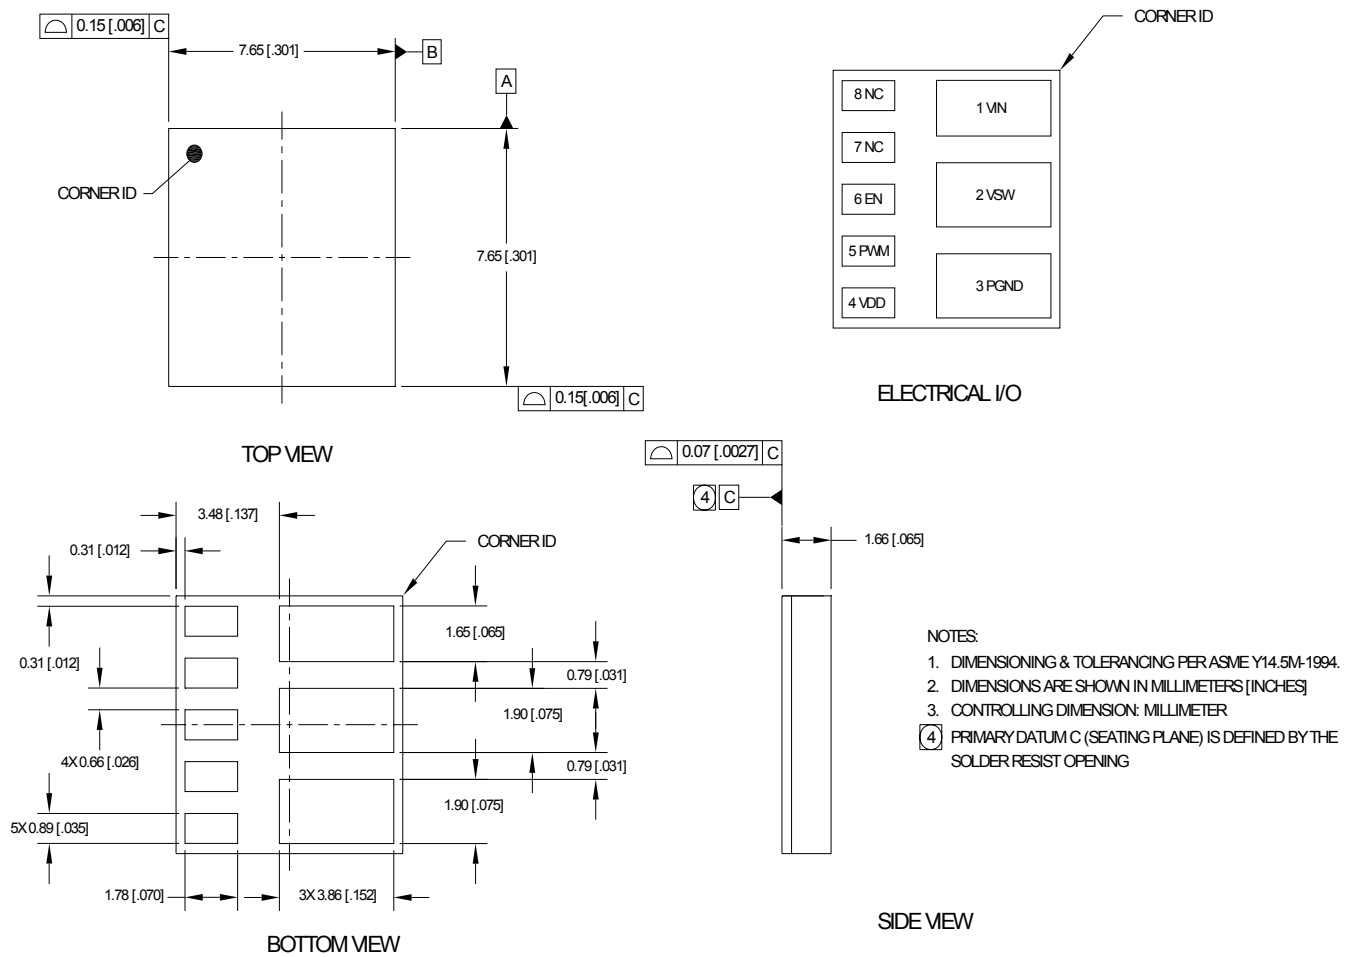 0.15 [.006] C
7.65 [.301]
B
A
CORNER ID
7.65 [.301]
0.15[.006] C
TOP VIEW
CORNER ID
8 NC
1 VIN
7 NC
6 EN
2 VSW
5 PWM
3 PGND
4 VDD
ELECTRICAL I/O
3.48 [.137]
0.31 [.012]
CORNER ID
1.65 [.065]
0.31 [.012]
0.79 [.031]
1.90 [.075]
4X 0.66 [.026]
0.79 [.031]
1.90 [.075]
5X 0.89 [.035]
1.78 [.070]
3X 3.86 [.152]
BOTTOM VIEW
0.07 [.0027] C
4 C
1.66 [.065]
SIDE VIEW
NOTES:
1. DIMENSIONING & TOLERANCING PER ASME Y14.5M-1994.
2. DIMENSIONS ARE SHOWN IN MILLIMETERS [INCHES]
3. CONTROLLING DIMENSION: MILLIMETER
4 PRIMARY DATUM C (SEATING PLANE) IS DEFINED BY THE
SOLDER RESIST OPENING